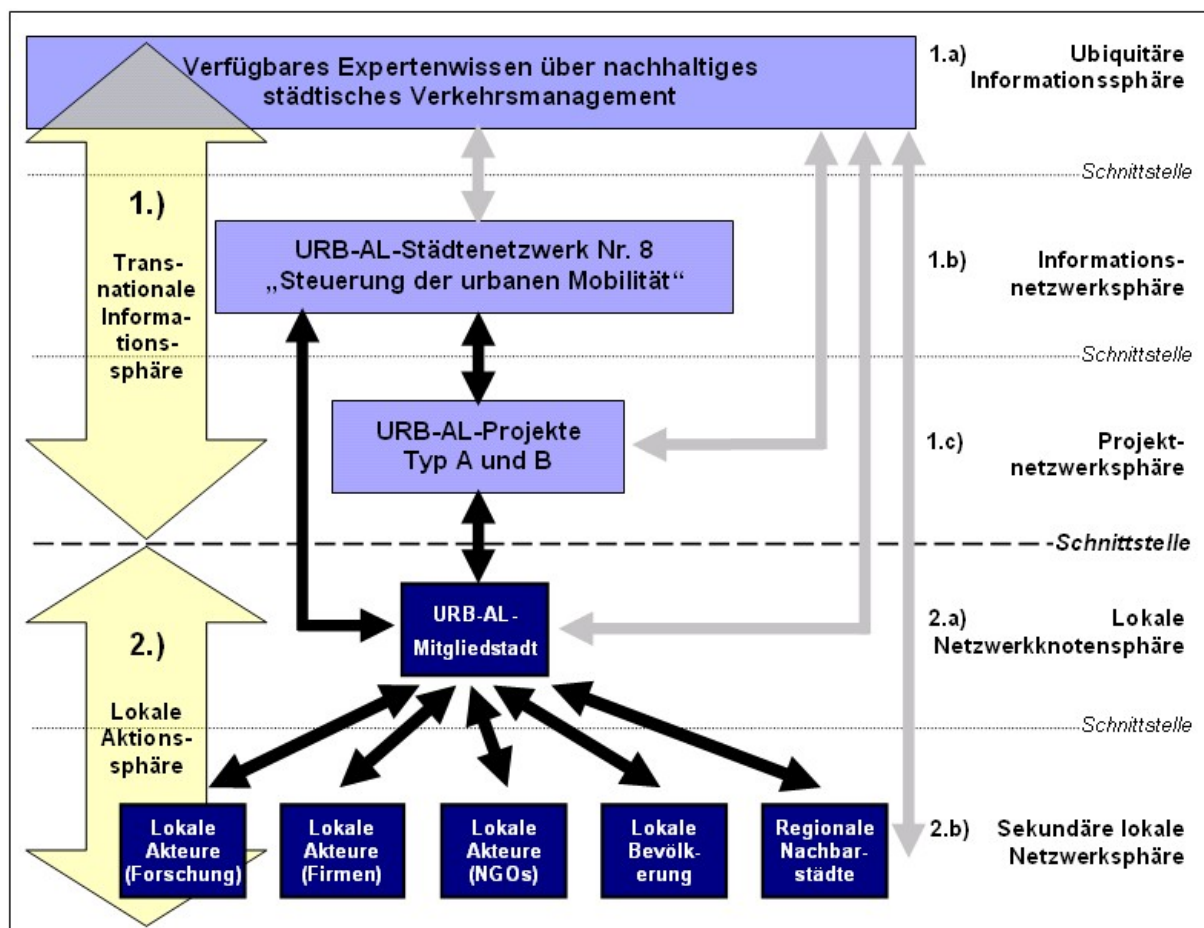 Verfügbares Expertenwissen über nachhaltiges
städtisches Verkehrsmanagement
1.a) Ubiquitäre
Informationssphäre
Schnittstelle
1.)
Trans-
nationale
Informa-
tions-
sphäre
URB-AL-Städtenetzwerk Nr. 8
„Steuerung der urbanen Mobilität“
1.b) Informations-
netzwerksphäre
Schnittstelle
URB-AL-Projekte
Typ A und B
1.c) Projekt-
netzwerksphäre
Schnittstelle
2.)
Lokale
Aktions-
sphäre
URB-AL-
Mitgliedstadt
2.a) Lokale
Netzwerkknotensphäre
Schnittstelle
Lokale
Akteure
(Forschung)
Lokale
Akteure
(Firmen)
Lokale
Akteure
(NGOs)
Lokale
Bevölk-
erung
Regionale
Nachbar-
städte
2.b) Sekundäre lokale
Netzwerksphäre